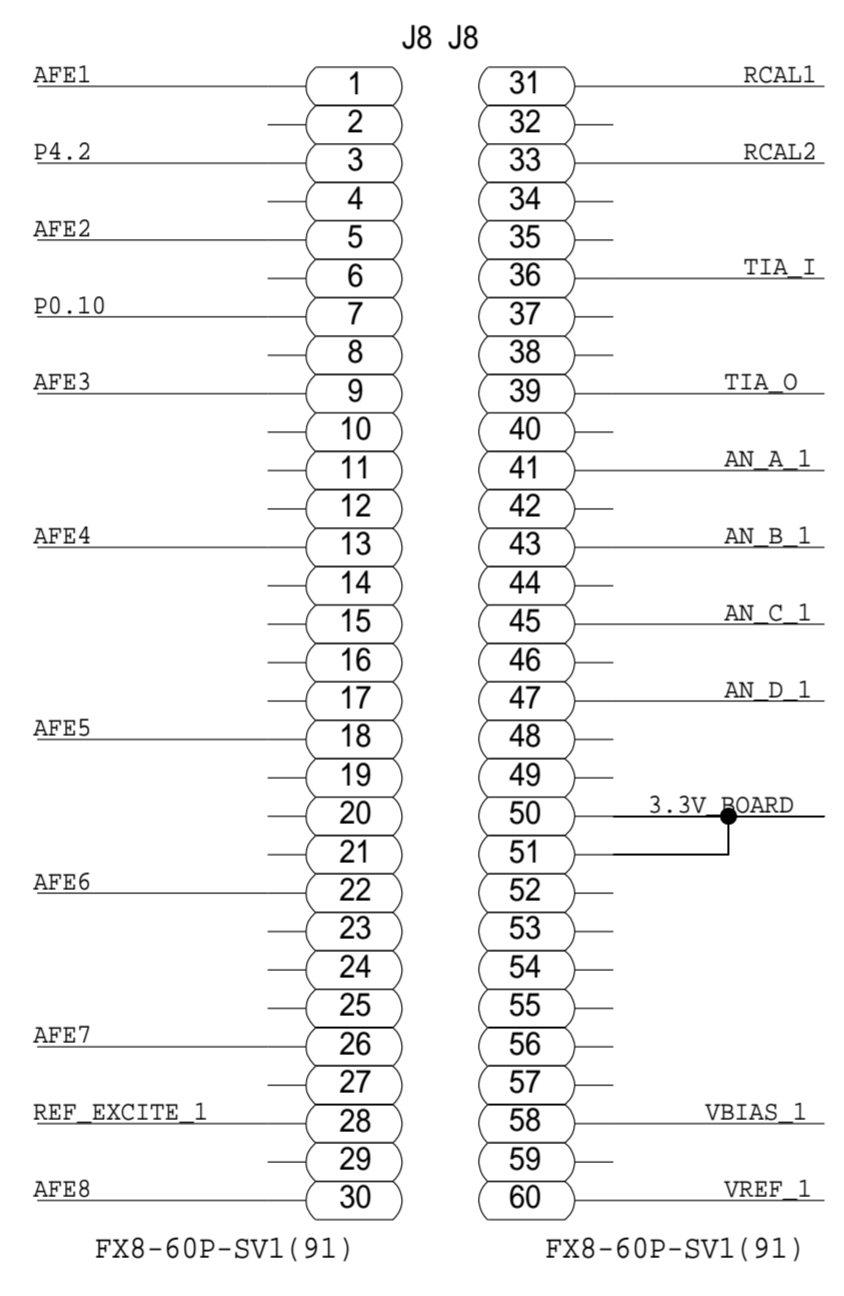 J8 J8
AFE1 1 31 RCAL1
2 32
P4.2 3 33 RCAL2
4 34
AFE2 5 35
6 36 TIA_I
P0.10 7 37
8 38
AFE3 9 39 TIA_O
10 40
11 41 AN_A_1
12 42
AFE4 13 43 AN_B_1
14 44
15 45 AN_C_1
16 46
17 47 AN_D_1
AFE5 18 48
19 49
20 50 3.3V_BOARD
21 51
AFE6 22 52
23 53
24 54
25 55
AFE7 26 56
27 57
REF_EXCITE_1 28 58 VBIAS_1
29 59
AFE8 30 60 VREF_1
FX8-60P-SV1(91) FX8-60P-SV1(91)